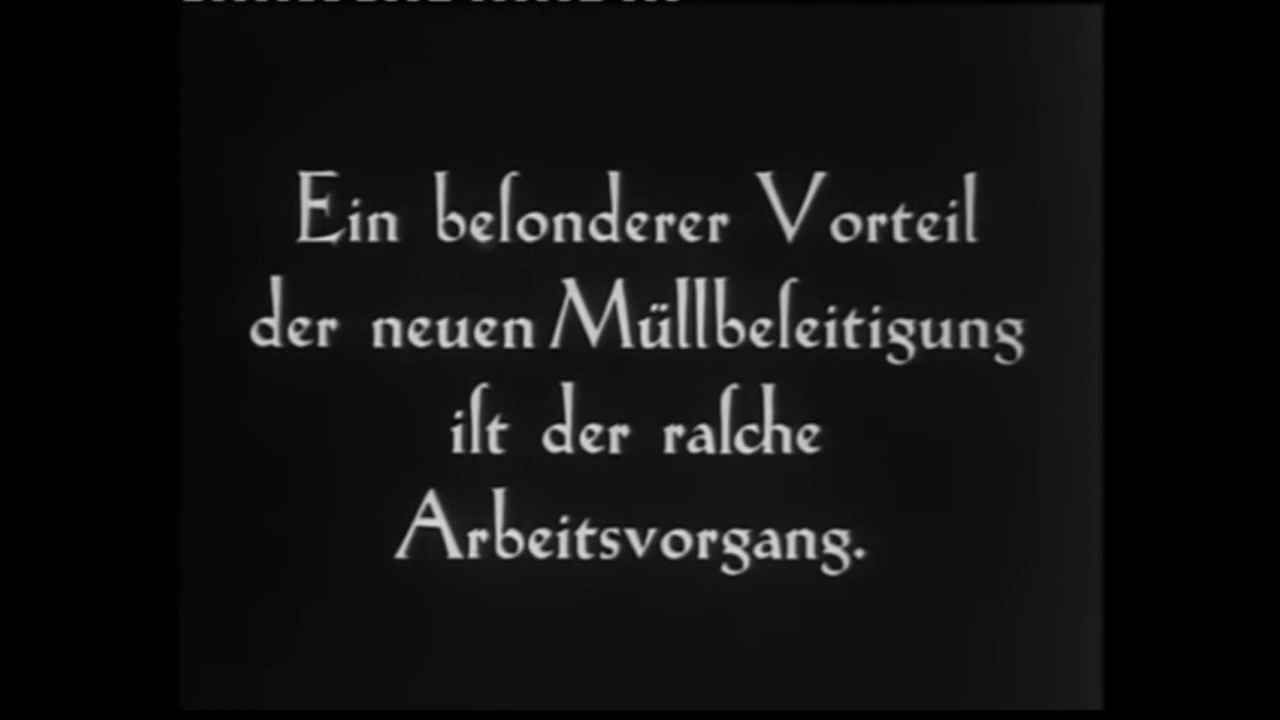 Ein beſonderer Vorteil
der neuen Müllbeſeitigung
iſt der raſche
Arbeitsvorgang.